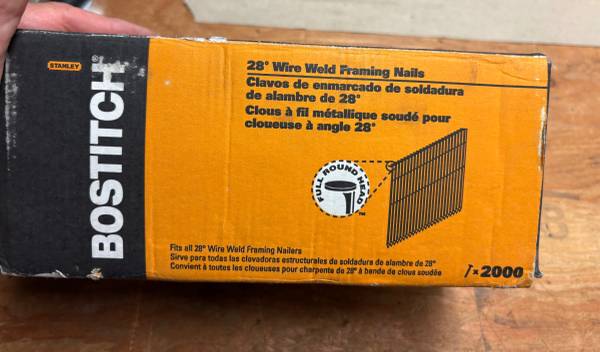 STANLEY
BOSTITCH®
28° Wire Weld Framing Nails
Clavos de enmarcado de soldadura
de alambre de 28°
Clous à fil métallique soudé pour
cloueuse à angle 28°
FULL ROUND HEAD
™
Fits all 28° Wire Weld Framing Nailers
Sirve para todas las clavadoras estructurales de soldadura de alambre de 28°
Convient à toutes les cloueuses pour charpente de 28° à bande de clous soudée
x 2000